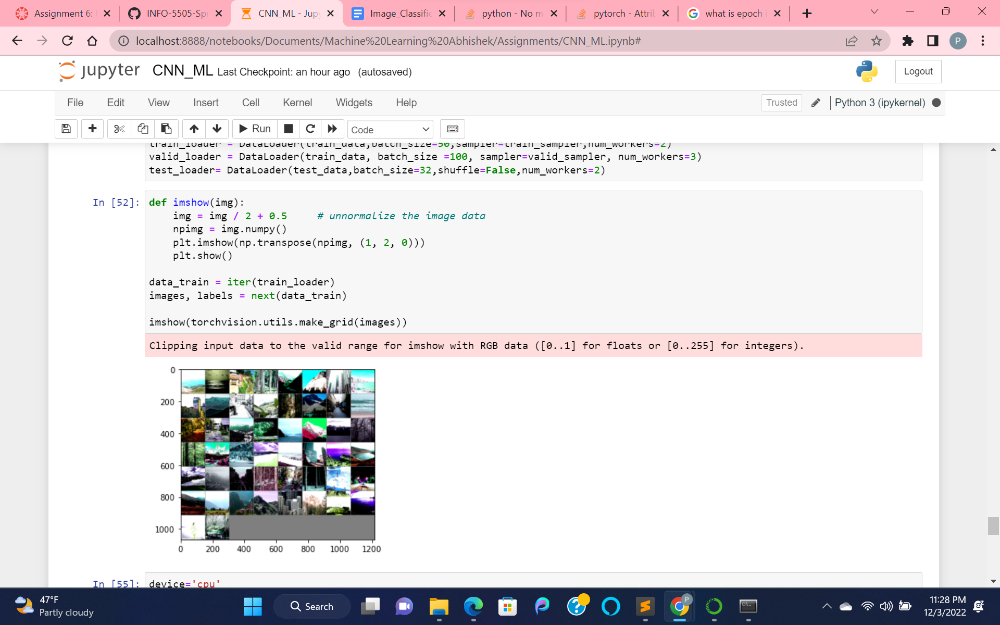 Assignment 6:
INFO-5505-Spr
CNN_ML - Jup
Image_Classific
python - No m
pytorch - Attri
what is epoch i
localhost:8888/notebooks/Documents/Machine%20Learning%20Abhishek/Assignments/CNN_ML.ipynb#
P
jupyter CNN_ML Last Checkpoint: an hour ago (autosaved)
Logout
File Edit View Insert Cell Kernel Widgets Help
Trusted Python 3 (ipykernel)
Run Code
train_loader = DataLoader(train_data,batch_size=50,sampler=train_sampler,num_workers=2)
valid_loader = DataLoader(train_data, batch_size =100, sampler=valid_sampler, num_workers=3)
test_loader= DataLoader(test_data,batch_size=32,shuffle=False,num_workers=2)
In [52]: def imshow(img):
img = img / 2 + 0.5 # unnormalize the image data
npimg = img.numpy()
plt.imshow(np.transpose(npimg, (1, 2, 0)))
plt.show()
data_train = iter(train_loader)
images, labels = next(data_train)
imshow(torchvision.utils.make_grid(images))
Clipping input data to the valid range for imshow with RGB data ([0..1] for floats or [0..255] for integers).
0
200
400
600
800
1000
0 200 400 600 800 1000 1200
In [55]: device='cpu'
47°F
Partly cloudy
Search
P
11:28 PM
12/3/2022